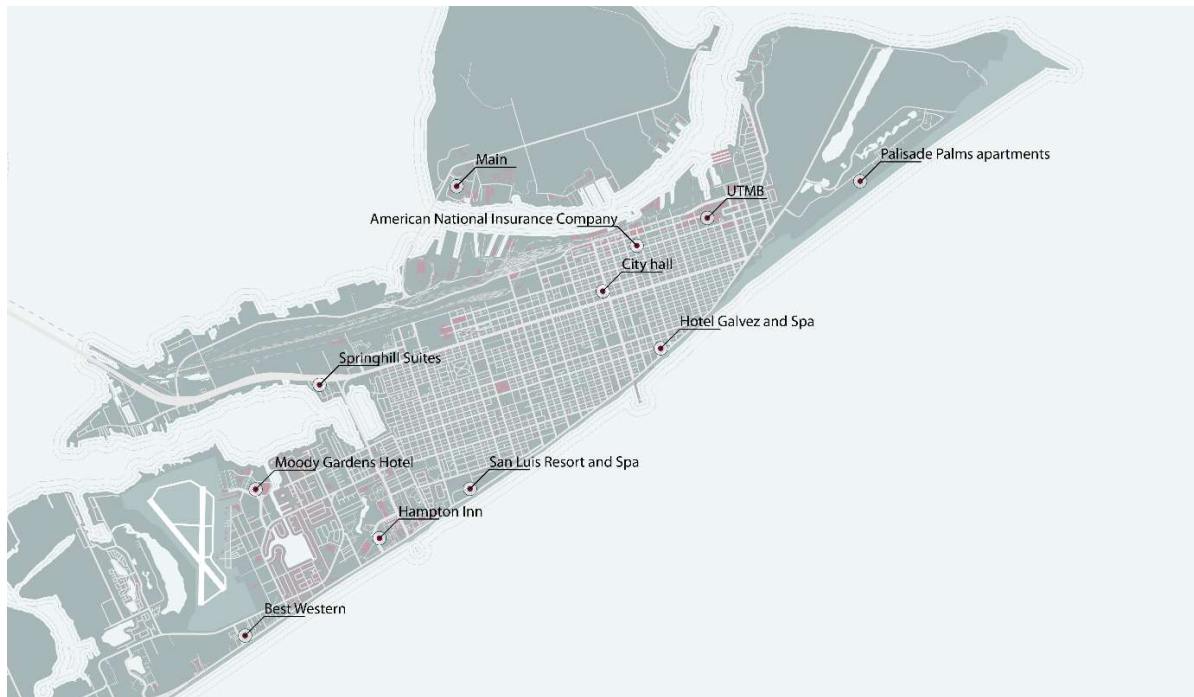 Palisade Palms apartments
Main
UTMB
American National Insurance Company
City hall
Hotel Galvez and Spa
Springhill Suites
Moody Gardens Hotel
San Luis Resort and Spa
Hampton Inn
Best Western